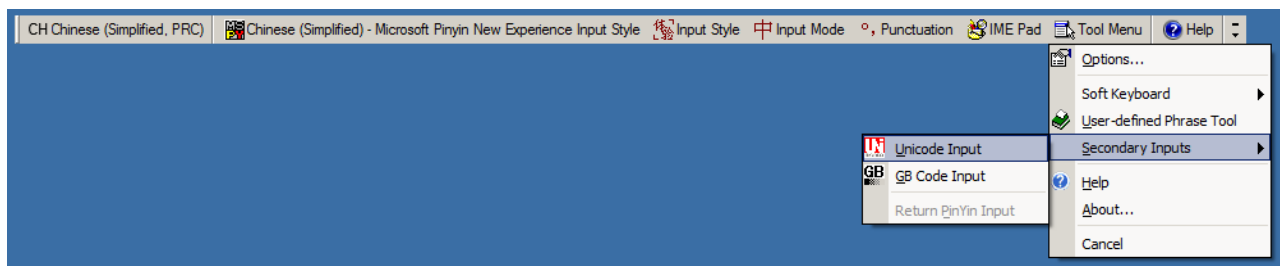 CH Chinese (Simplified, PRC) Chinese (Simplified) - Microsoft Pinyin New Experience Input Style Input Style 中 Input Mode °, Punctuation IME Pad Tool Menu Help
Options...
Soft Keyboard
User-defined Phrase Tool
Secondary Inputs
Help
About...
Cancel
UNi Unicode Input
GB GB Code Input
Return PinYin Input